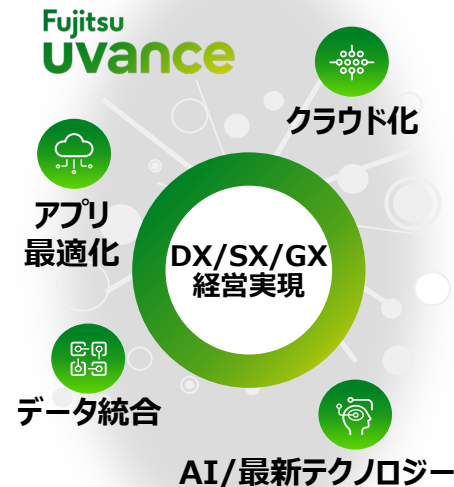 Fujitsu
uvance
クラウド化
アプリ
最適化
DX/SX/GX
経営実現
データ統合
AI/最新テクノロジー